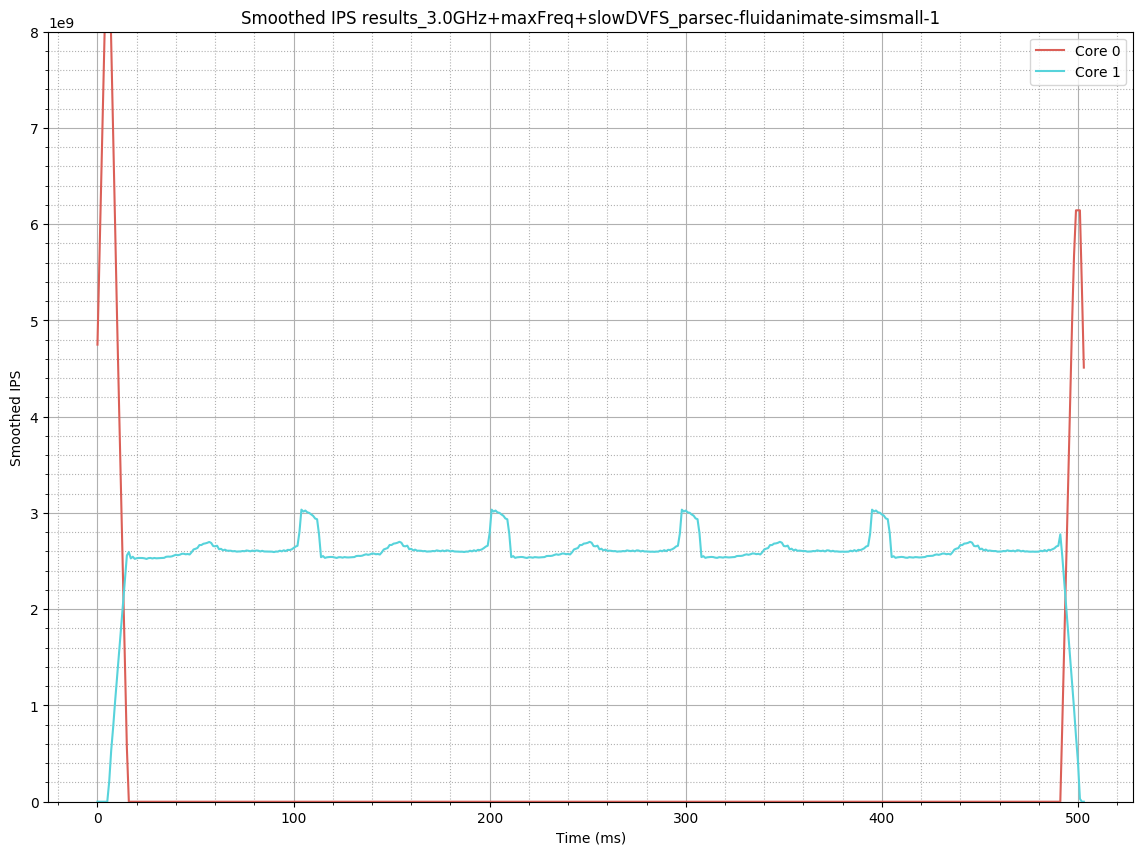 Smoothed IPS results_3.0GHz+maxFreq+slowDVFS_parsec-fluidanimate-simsmall-1
1e9
Core 0
Core 1
8
7
6
5
4
3
2
1
0
Smoothed IPS
0 100 200 300 400 500
Time (ms)